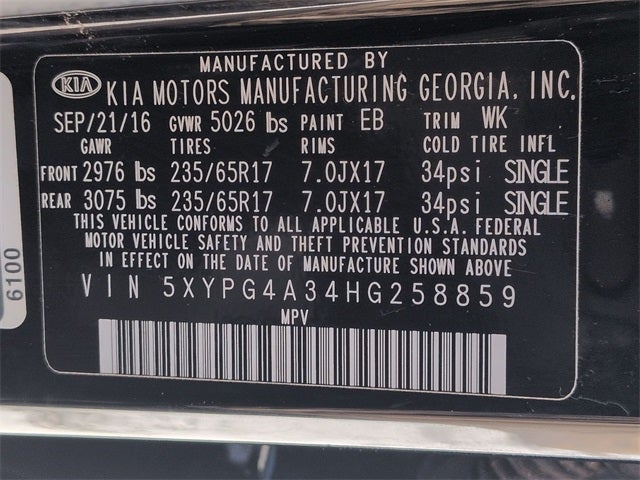 MANUFACTURED BY
KIA KIA MOTORS MANUFACTURING GEORGIA, INC.
SEP/21/16 GVWR 5026 lbs PAINT EB TRIM WK
GAWR TIRES RIMS COLD TIRE INFL
FRONT 2976 lbs 235/65R17 7.0JX17 34psi SINGLE
REAR 3075 lbs 235/65R17 7.0JX17 34psi SINGLE
THIS VEHICLE CONFORMS TO ALL APPLICABLE U.S.A. FEDERAL
MOTOR VEHICLE SAFETY AND THEFT PREVENTION STANDARDS
IN EFFECT ON THE DATE OF MANUFACTURE SHOWN ABOVE
VIN 5XYPG4A34HG258859
MPV
6100